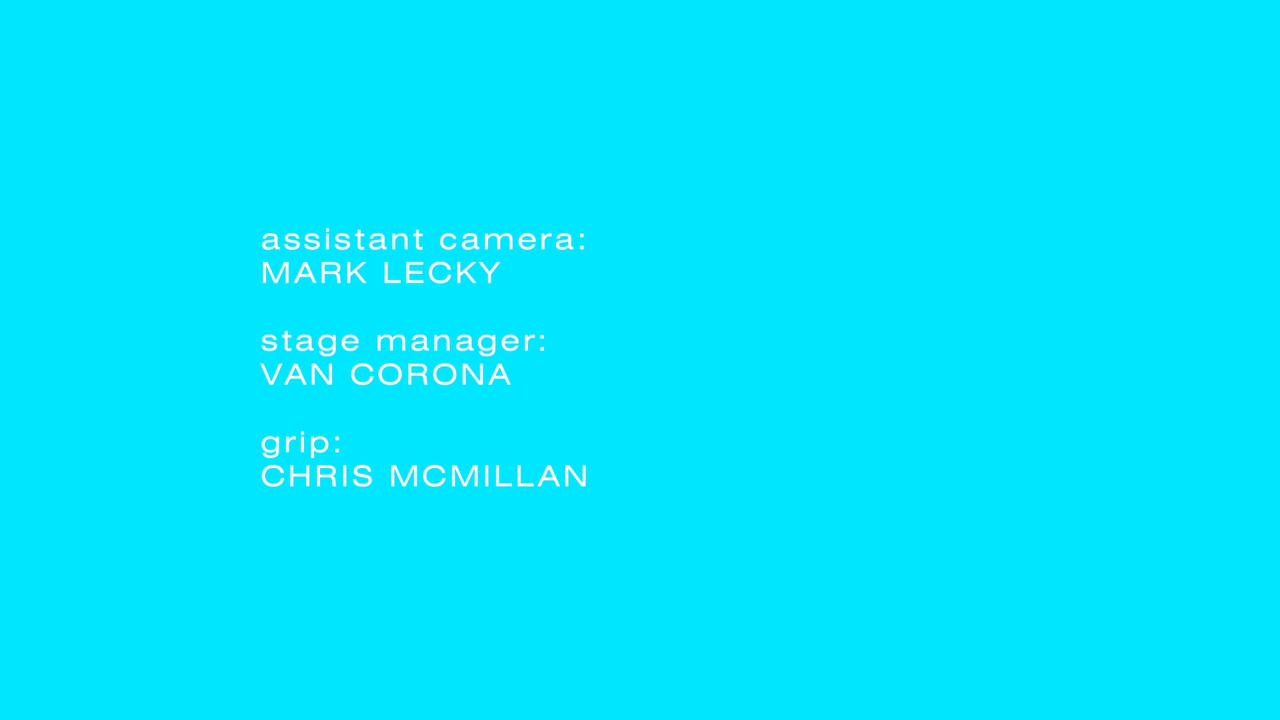 assistant camera:
MARK LECKY
stage manager:
VAN CORONA
grip:
CHRIS MCMILLAN